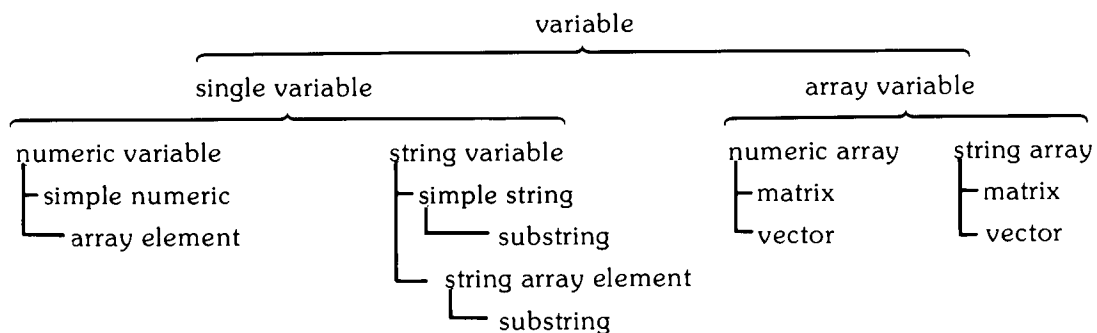 variable
single variable array variable
numeric variable string variable numeric array string array
simple numeric simple string matrix matrix
array element substring vector vector
string array element
substring